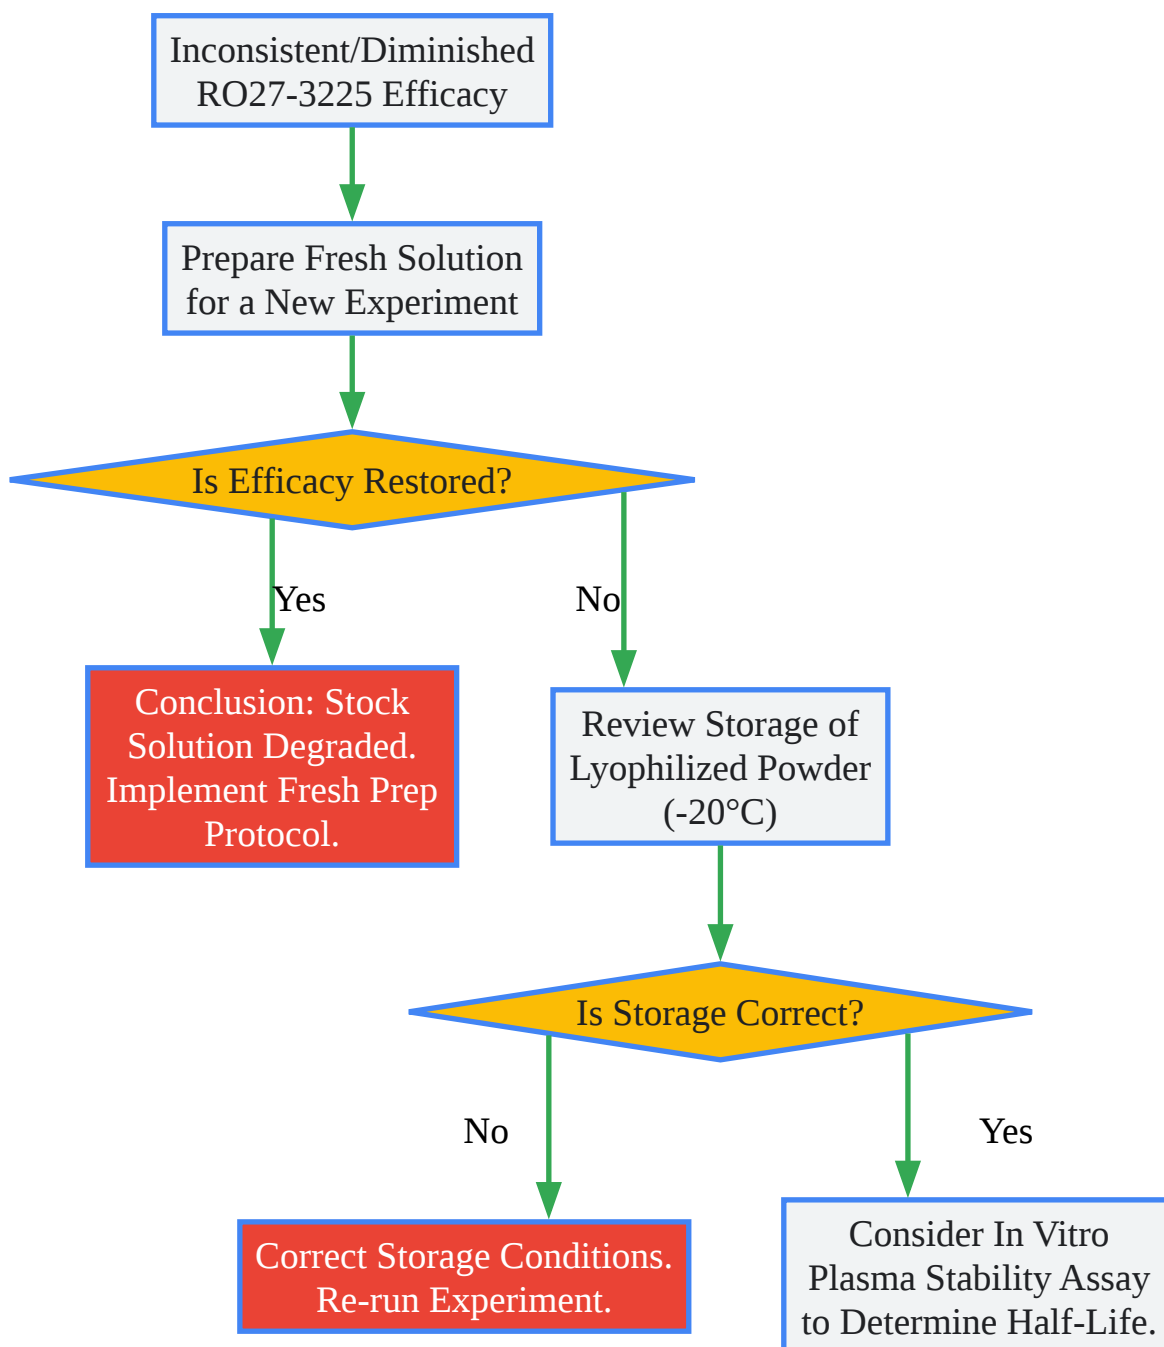 Inconsistent/Diminished
RO27-3225 Efficacy
Prepare Fresh Solution
for a New Experiment
Is Efficacy Restored?
Yes
No
Conclusion: Stock
Solution Degraded.
Implement Fresh Prep
Protocol.
Review Storage of
Lyophilized Powder
(-20°C)
Is Storage Correct?
No
Yes
Correct Storage Conditions.
Re-run Experiment.
Consider In Vitro
Plasma Stability Assay
to Determine Half-Life.